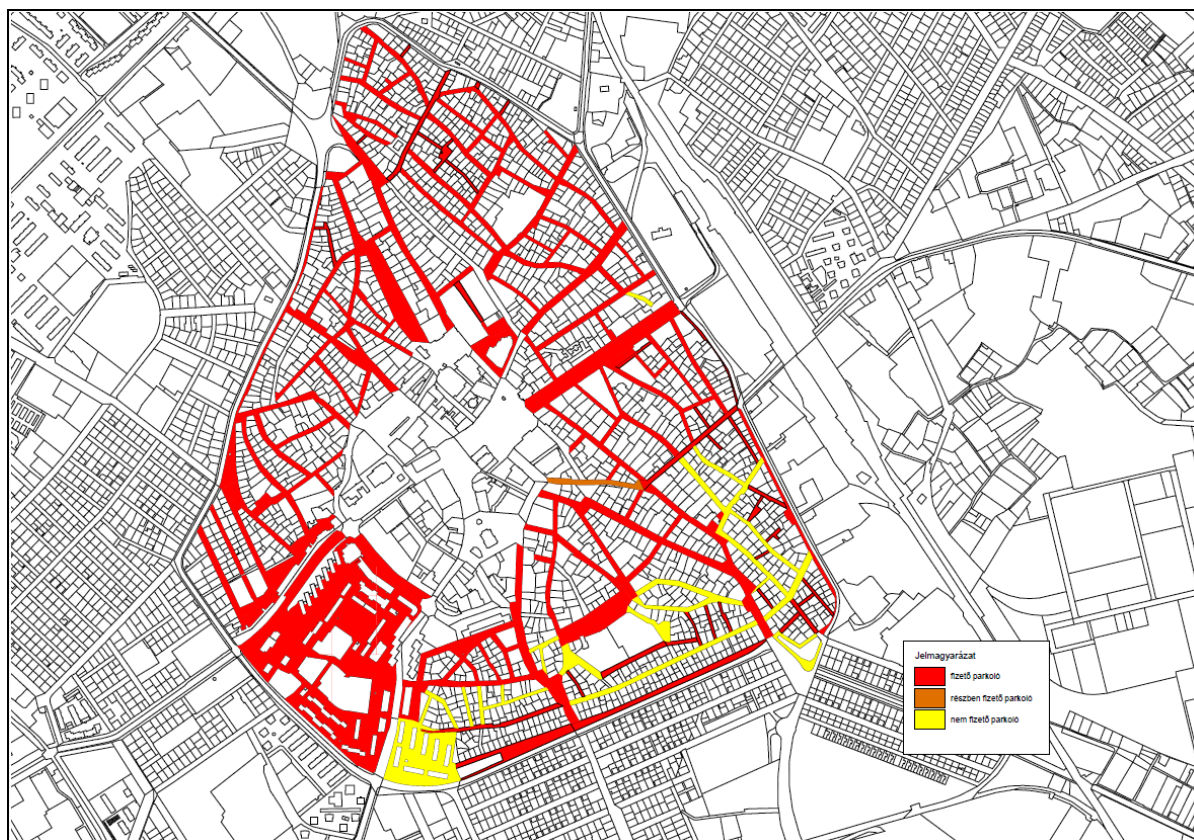 Jelmagyarázat
fizető parkoló
részben fizető parkoló
nem fizető parkoló